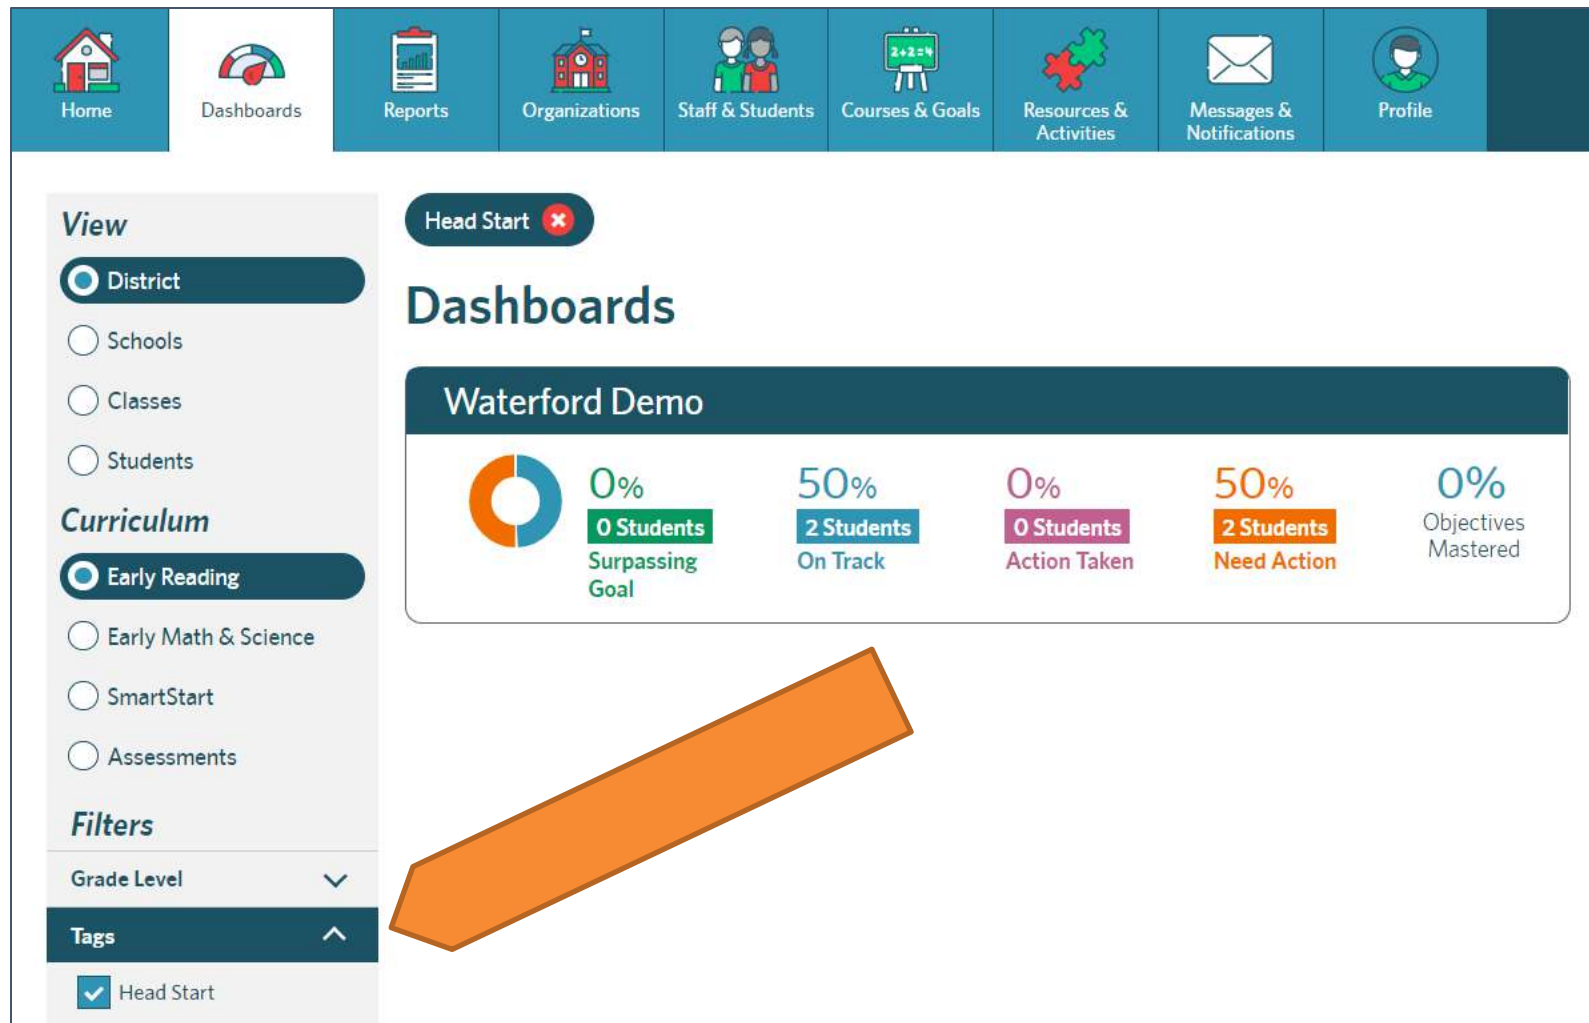 2+2=4
Home
Dashboards
Reports
Organizations
Staff & Students
Courses & Goals
Resources &
Activities
Messages &
Notifications
Profile
View
District
Schools
Classes
Students
Curriculum
Early Reading
Early Math & Science
SmartStart
Assessments
Filters
Grade Level
Tags
Head Start
Head Start
Dashboards
Waterford Demo
0%
0 Students
Surpassing
Goal
50%
2 Students
On Track
0%
0 Students
Action Taken
50%
2 Students
Need Action
0%
Objectives
Mastered